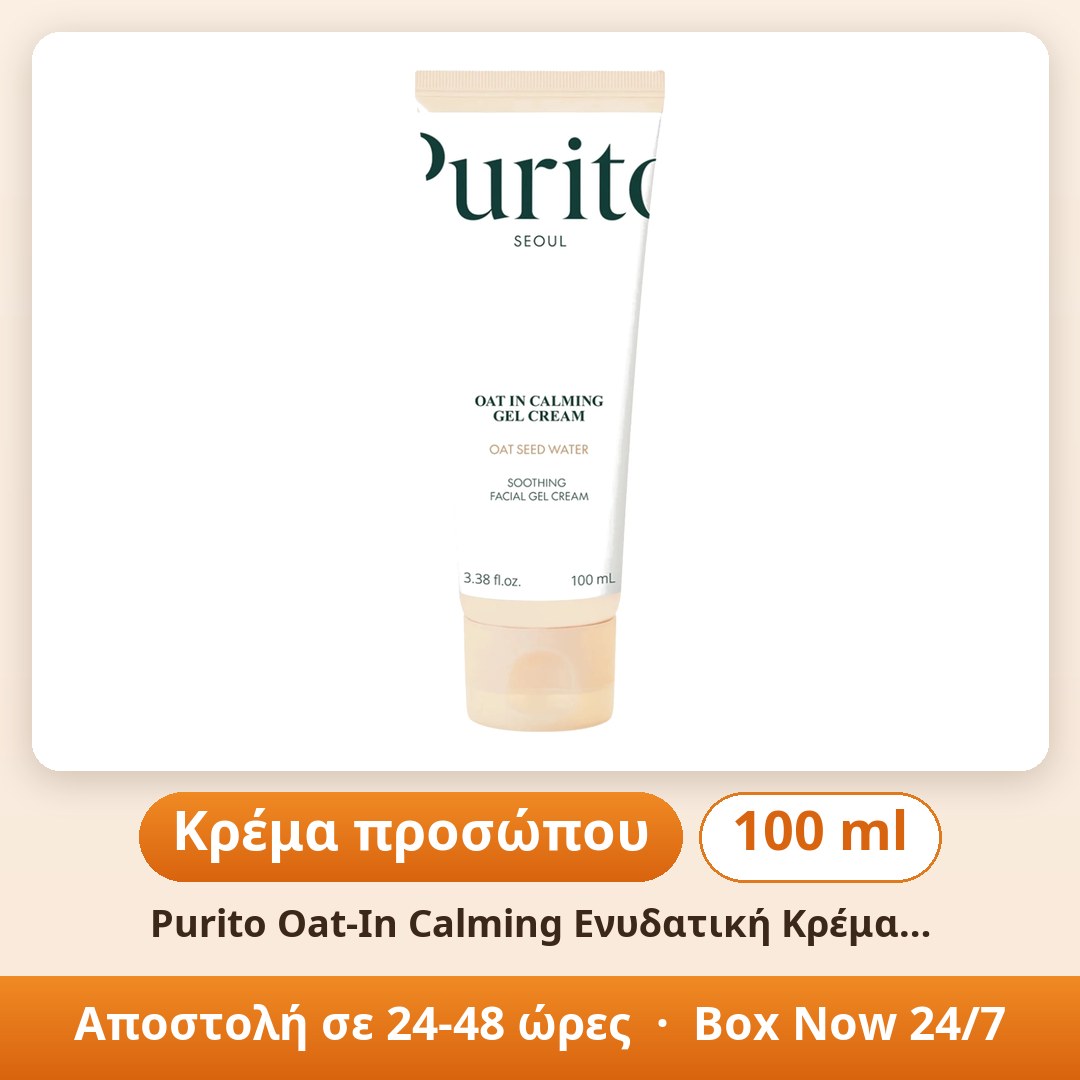 Purito
SEOUL
OAT IN CALMING
GEL CREAM
OAT SEED WATER
SOOTHING
FACIAL GEL CREAM
3.38 fl.oz. 100 mL
Κρέμα προσώπου 100 ml
Purito Oat-In Calming Ενυδατική Κρέμα...
Αποστολή σε 24-48 ώρες · Box Now 24/7